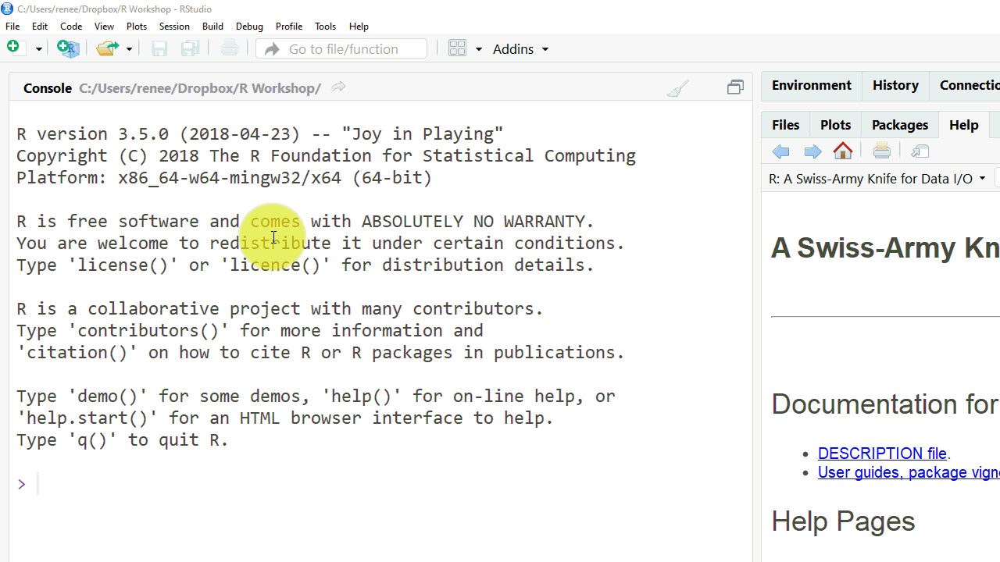 C:/Users/renee/Dropbox/R Workshop - RStudio
File Edit Code View Plots Session Build Debug Profile Tools Help
Go to file/function Addins
Console C:/Users/renee/Dropbox/R Workshop/
R version 3.5.0 (2018-04-23) -- "Joy in Playing"
Copyright (C) 2018 The R Foundation for Statistical Computing
Platform: x86_64-w64-mingw32/x64 (64-bit)
R is free software and comes with ABSOLUTELY NO WARRANTY.
You are welcome to redistribute it under certain conditions.
Type 'license()' or 'licence()' for distribution details.
R is a collaborative project with many contributors.
Type 'contributors()' for more information and
'citation()' on how to cite R or R packages in publications.
Type 'demo()' for some demos, 'help()' for on-line help, or
'help.start()' for an HTML browser interface to help.
Type 'q()' to quit R.
>
Environment History Connectio
Files Plots Packages Help
R: A Swiss-Army Knife for Data I/O
A Swiss-Army Kn
Documentation for
DESCRIPTION file.
User guides, package vign
Help Pages